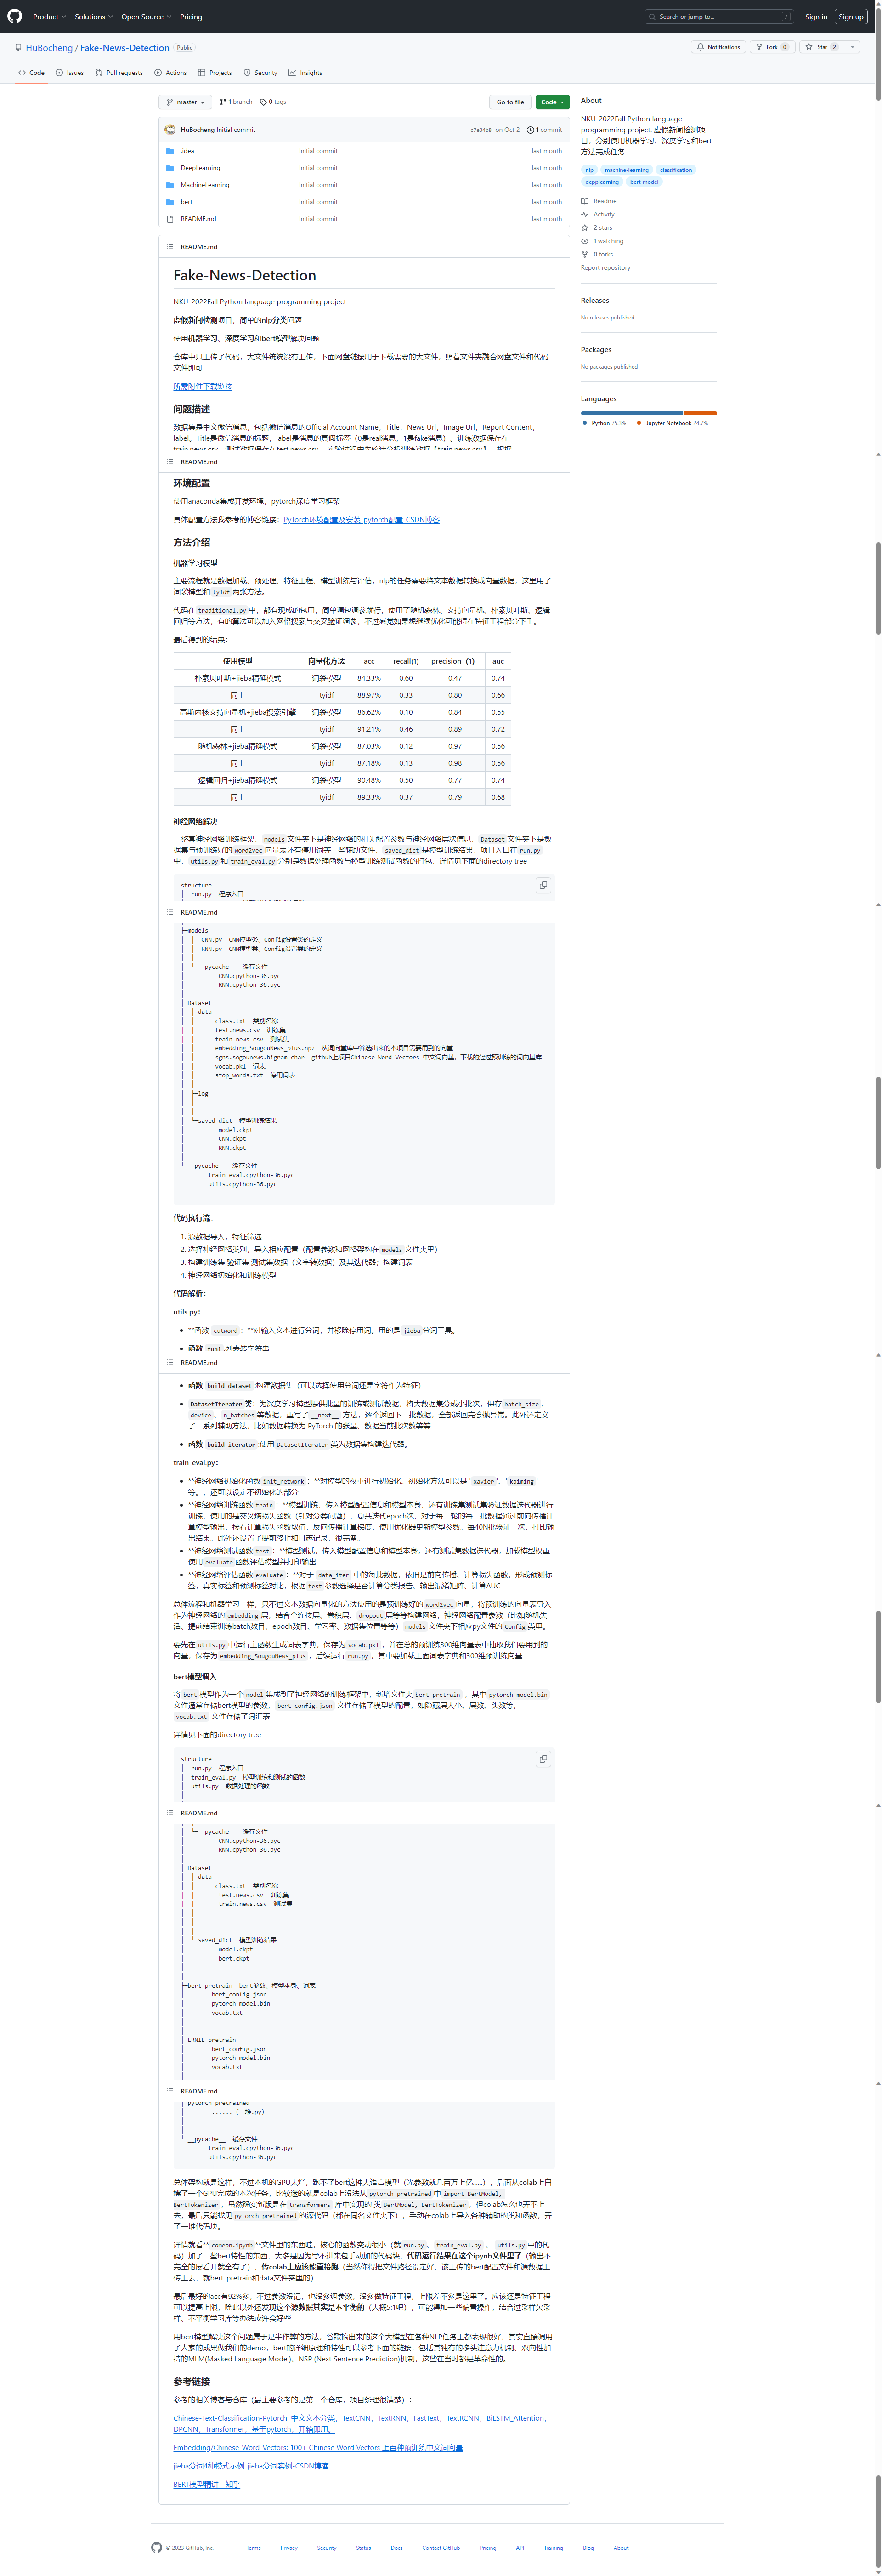 Product Solutions Open Source Pricing Search or jump to... / Sign in Sign up
HuBocheng / Fake-News-Detection Public Notifications Fork 0 Star 2
Code Issues Pull requests Actions Projects Security Insights
master 1 branch 0 tags Go to file Code
HuBocheng Initial commit c7e34b8 on Oct 2 1 commit
.idea Initial commit last month
DeepLearning Initial commit last month
MachineLearning Initial commit last month
bert Initial commit last month
README.md Initial commit last month
About
NKU_2022Fall Python language
programming project. 虚假新闻检测项
目，分别使用机器学习、深度学习和bert
方法完成任务
nlp machine-learning classification
depplearning bert-model
Readme
Activity
2 stars
1 watching
0 forks
Report repository
Releases
No releases published
Packages
No packages published
Languages
Python 75.3% Jupyter Notebook 24.7%
README.md
Fake-News-Detection
NKU_2022Fall Python language programming project
虚假新闻检测项目，简单的nlp分类问题
使用机器学习、深度学习和bert模型解决问题
仓库中只上传了代码，大文件统统没有上传，下面网盘链接用于下载需要的大文件，照着文件夹融合网盘文件和代码
文件即可
所需附件下载链接
问题描述
数据集是中文微信消息，包括微信消息的Official Account Name，Title，News Url，Image Url，Report Content，
label。Title是微信消息的标题，label是消息的真假标签（0是real消息，1是fake消息）。训练数据保存在
README.md
环境配置
使用anaconda集成开发环境，pytorch深度学习框架
具体配置方法我参考的博客链接：PyTorch环境配置及安装_pytorch配置-CSDN博客
方法介绍
机器学习模型
主要流程就是数据加载、预处理、特征工程、模型训练与评估，nlp的任务需要将文本数据转换成向量数据，这里用了
词袋模型和 tyidf 两张方法。
代码在 traditional.py 中，都有现成的包用，简单调包调参就行，使用了随机森林、支持向量机、朴素贝叶斯、逻辑
回归等方法，有的算法可以加入网格搜索与交叉验证调参，不过感觉如果想继续优化可能得在特征工程部分下手。
最后得到的结果：
使用模型 向量化方法 acc recall(1) precision（1） auc
朴素贝叶斯+jieba精确模式 词袋模型 84.33% 0.60 0.47 0.74
同上 tyidf 88.97% 0.33 0.80 0.66
高斯内核支持向量机+jieba搜索引擎 词袋模型 86.62% 0.10 0.84 0.55
同上 tyidf 91.21% 0.46 0.89 0.72
随机森林+jieba精确模式 词袋模型 87.03% 0.12 0.97 0.56
同上 tyidf 87.18% 0.13 0.98 0.56
逻辑回归+jieba精确模式 词袋模型 90.48% 0.50 0.77 0.74
同上 tyidf 89.33% 0.37 0.79 0.68
神经网络解决
一整套神经网络训练框架， models 文件夹下是神经网络的相关配置参数与神经网络层次信息， Dataset 文件夹下是数
据集与预训练好的 word2vec 向量表还有停用词等一些辅助文件， saved_dict 是模型训练结果，项目入口在 run.py
中， utils.py 和 train_eval.py 分别是数据处理函数与模型训练测试函数的打包，详情见下面的directory tree
structure
│ run.py 程序入口
README.md
├─models
│ │ CNN.py CNN模型类、Config设置类的定义
│ │ RNN.py CNN模型类、Config设置类的定义
│ │
│ └─__pycache__ 缓存文件
│ CNN.cpython-36.pyc
│ RNN.cpython-36.pyc
│
├─Dataset
│ ├─data
│ │ class.txt 类别名称
│ │ test.news.csv 训练集
│ │ train.news.csv 测试集
│ │ embedding_SougouNews_plus.npz 从词向量库中筛选出来的本项目需要用到的向量
│ │ sgns.sogounews.bigram-char github上项目Chinese Word Vectors 中文词向量，下载的经过预训练的词向量库
│ │ vocab.pkl 词表
│ │ stop_words.txt 停用词表
│ │
│ ├─log
│ │
│ │
│ └─saved_dict 模型训练结果
│ model.ckpt
│ CNN.ckpt
│ RNN.ckpt
│
└─__pycache__ 缓存文件
train_eval.cpython-36.pyc
utils.cpython-36.pyc
代码执行流：
1. 源数据导入，特征筛选
2. 选择神经网络类别，导入相应配置（配置参数和网络架构在 models 文件夹里）
3. 构建训练集 验证集 测试集数据（文字转数据）及其迭代器；构建词表
4. 神经网络初始化和训练模型
代码解析：
utils.py：
• **函数 cutword ：**对输入文本进行分词，并移除停用词。用的是 jieba 分词工具。
• 函数 fun1 :列表转字符串
README.md
• 函数 build_dataset :构建数据集（可以选择使用分词还是字符作为特征）
• DatasetIterater 类：为深度学习模型提供批量的训练或测试数据，将大数据集分成小批次，保存 batch_size 、
device 、 n_batches 等数据，重写了 __next__ 方法，逐个返回下一批数据，全部返回完会抛异常。此外还定义
了一系列辅助方法，比如数据转换为 PyTorch 的张量、数据当前批次数等等
• 函数 build_iterator :使用 DatasetIterater 类为数据集构建迭代器。
train_eval.py：
• **神经网络初始化函数 init_network ：**对模型的权重进行初始化。初始化方法可以是 ' xavier '、' kaiming '
等。，还可以设定不初始化的部分
• **神经网络训练函数 train ：**模型训练，传入模型配置信息和模型本身，还有训练集测试集验证数据迭代器进行
训练，使用的是交叉熵损失函数（针对分类问题），总共迭代epoch次，对于每一轮的每一批数据通过前向传播计
算模型输出，接着计算损失函数取值，反向传播计算梯度，使用优化器更新模型参数。每40N批验证一次，打印输
出结果。此外还设置了提前终止和日志记录，很完备。
• **神经网络测试函数 test ：**模型测试，传入模型配置信息和模型本身，还有测试集数据迭代器，加载模型权重
使用 evaluate 函数评估模型并打印输出
• **神经网络评估函数 evaluate ：**对于 data_iter 中的每批数据，依旧是前向传播、计算损失函数，形成预测标
签，真实标签和预测标签对比，根据 test 参数选择是否计算分类报告、输出混淆矩阵、计算AUC
总体流程和机器学习一样，只不过文本数据向量化的方法使用的是预训练好的 word2vec 向量，将预训练的向量表导入
作为神经网络的 embedding 层，结合全连接层、卷积层、 dropout 层等等构建网络，神经网络配置参数（比如随机失
活、提前结束训练batch数目、epoch数目，学习率、数据集位置等等） models 文件夹下相应py文件的 Config 类里。
要先在 utils.py 中运行主函数生成词表字典，保存为 vocab.pkl ，并在总的预训练300维向量表中抽取我们要用到的
向量，保存为 embedding_SougouNews_plus ，后续运行 run.py ，其中要加载上面词表字典和300维预训练向量
bert模型调入
将 bert 模型作为一个 model 集成到了神经网络的训练框架中，新增文件夹 bert_pretrain ，其中 pytorch_model.bin
文件通常存储bert模型的参数， bert_config.json 文件存储了模型的配置，如隐藏层大小、层数、头数等，
vocab.txt 文件存储了词汇表
详情见下面的directory tree
structure
│ run.py 程序入口
│ train_eval.py 模型训练和测试的函数
│ utils.py 数据处理的函数
│
README.md
│ └─__pycache__ 缓存文件
│ CNN.cpython-36.pyc
│ RNN.cpython-36.pyc
│
├─Dataset
│ ├─data
│ │ class.txt 类别名称
│ │ test.news.csv 训练集
│ │ train.news.csv 测试集
│ │
│ │
│ │
│ └─saved_dict 模型训练结果
│ model.ckpt
│ bert.ckpt
│
│
├─bert_pretrain bert参数、模型本身、词表
│ bert_config.json
│ pytorch_model.bin
│ vocab.txt
│
│
├─ERNIE_pretrain
│ bert_config.json
│ pytorch_model.bin
│ vocab.txt
│
README.md
├─pytorch_pretrained
│ ......（一堆.py）
│
│
└─__pycache__ 缓存文件
train_eval.cpython-36.pyc
utils.cpython-36.pyc
总体架构就是这样，不过本机的GPU太烂，跑不了bert这种大语言模型（光参数就几百万上亿……），后面从colab上白
嫖了一个GPU完成的本次任务，比较迷的就是colab上没法从 pytorch_pretrained 中 import BertModel,
BertTokenizer ，虽然确实新版是在 transformers 库中实现的 类 BertModel, BertTokenizer ，但colab怎么也弄不上
去，最后只能找见 pytorch_pretrained 的源代码（都在同名文件夹下），手动在colab上导入各种辅助的类和函数，弄
了一堆代码块。
详情就看** comeon.ipynb **文件里的东西哇，核心的函数变动很小（就 run.py 、 train_eval.py 、 utils.py 中的代
码）加了一些bert特性的东西，大多是因为导不进来包手动加的代码块，代码运行结果在这个ipynb文件里了（输出不
完全的展看开就全有了），传colab上应该能直接跑（当然你得把文件路径设定好，该上传的bert配置文件和源数据上
传上去，就bert_pretrain和data文件夹里的）
最后最好的acc有92%多，不过参数没记，也没多调参数，没多做特征工程，上限差不多是这里了。应该还是特征工程
可以提高上限，除此以外还发现这个源数据其实是不平衡的（大概5:1吧），可能得加一些偏置操作，结合过采样欠采
样、不平衡学习库等办法或许会好些
用bert模型解决这个问题属于是半作弊的方法，谷歌搞出来的这个大模型在各种NLP任务上都表现很好，其实直接调用
了人家的成果做我们的demo，bert的详细原理和特性可以参考下面的链接，包括其独有的多头注意力机制，双向性加
持的MLM(Masked Language Model)、NSP (Next Sentence Prediction)机制，这些在当时都是革命性的。
参考链接
参考的相关博客与仓库（最主要参考的是第一个仓库，项目条理很清楚）：
Chinese-Text-Classification-Pytorch: 中文文本分类，TextCNN，TextRNN，FastText，TextRCNN，BiLSTM_Attention，
DPCNN，Transformer，基于pytorch，开箱即用。
Embedding/Chinese-Word-Vectors: 100+ Chinese Word Vectors 上百种预训练中文词向量
jieba分词4种模式示例_jieba分词实例-CSDN博客
BERT模型精讲 - 知乎
© 2023 GitHub, Inc. Terms Privacy Security Status Docs Contact GitHub Pricing API Training Blog About